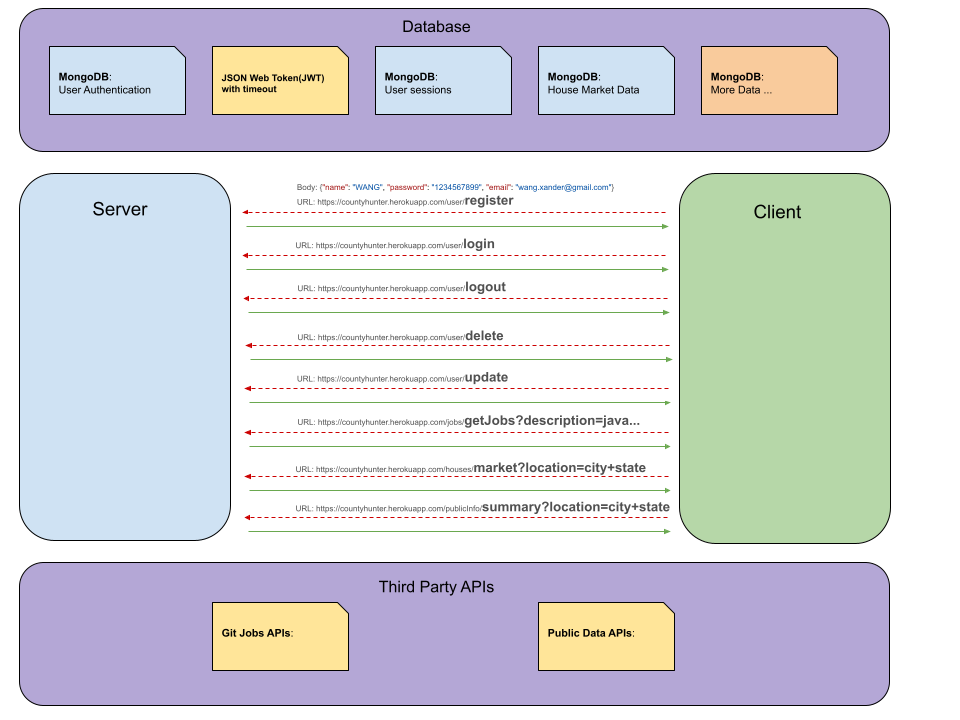 Database
MongoDB:
User Authentication
JSON Web Token(JWT)
with timeout
MongoDB:
User sessions
MongoDB:
House Market Data
MongoDB:
More Data ...
Server
Client
Body: {"name": "WANG", "password": "1234567899", "email": "wang.xander@gmail.com"}
URL: https://countyhunter.herokuapp.com/user/register
URL: https://countyhunter.herokuapp.com/user/login
URL: https://countyhunter.herokuapp.com/user/logout
URL: https://countyhunter.herokuapp.com/user/delete
URL: https://countyhunter.herokuapp.com/user/update
URL: https://countyhunter.herokuapp.com/jobs/getJobs?description=java...
URL: https://countyhunter.herokuapp.com/houses/market?location=city+state
URL: https://countyhunter.herokuapp.com/publicInfo/summary?location=city+state
Third Party APIs
Git Jobs APIs:
Public Data APIs: